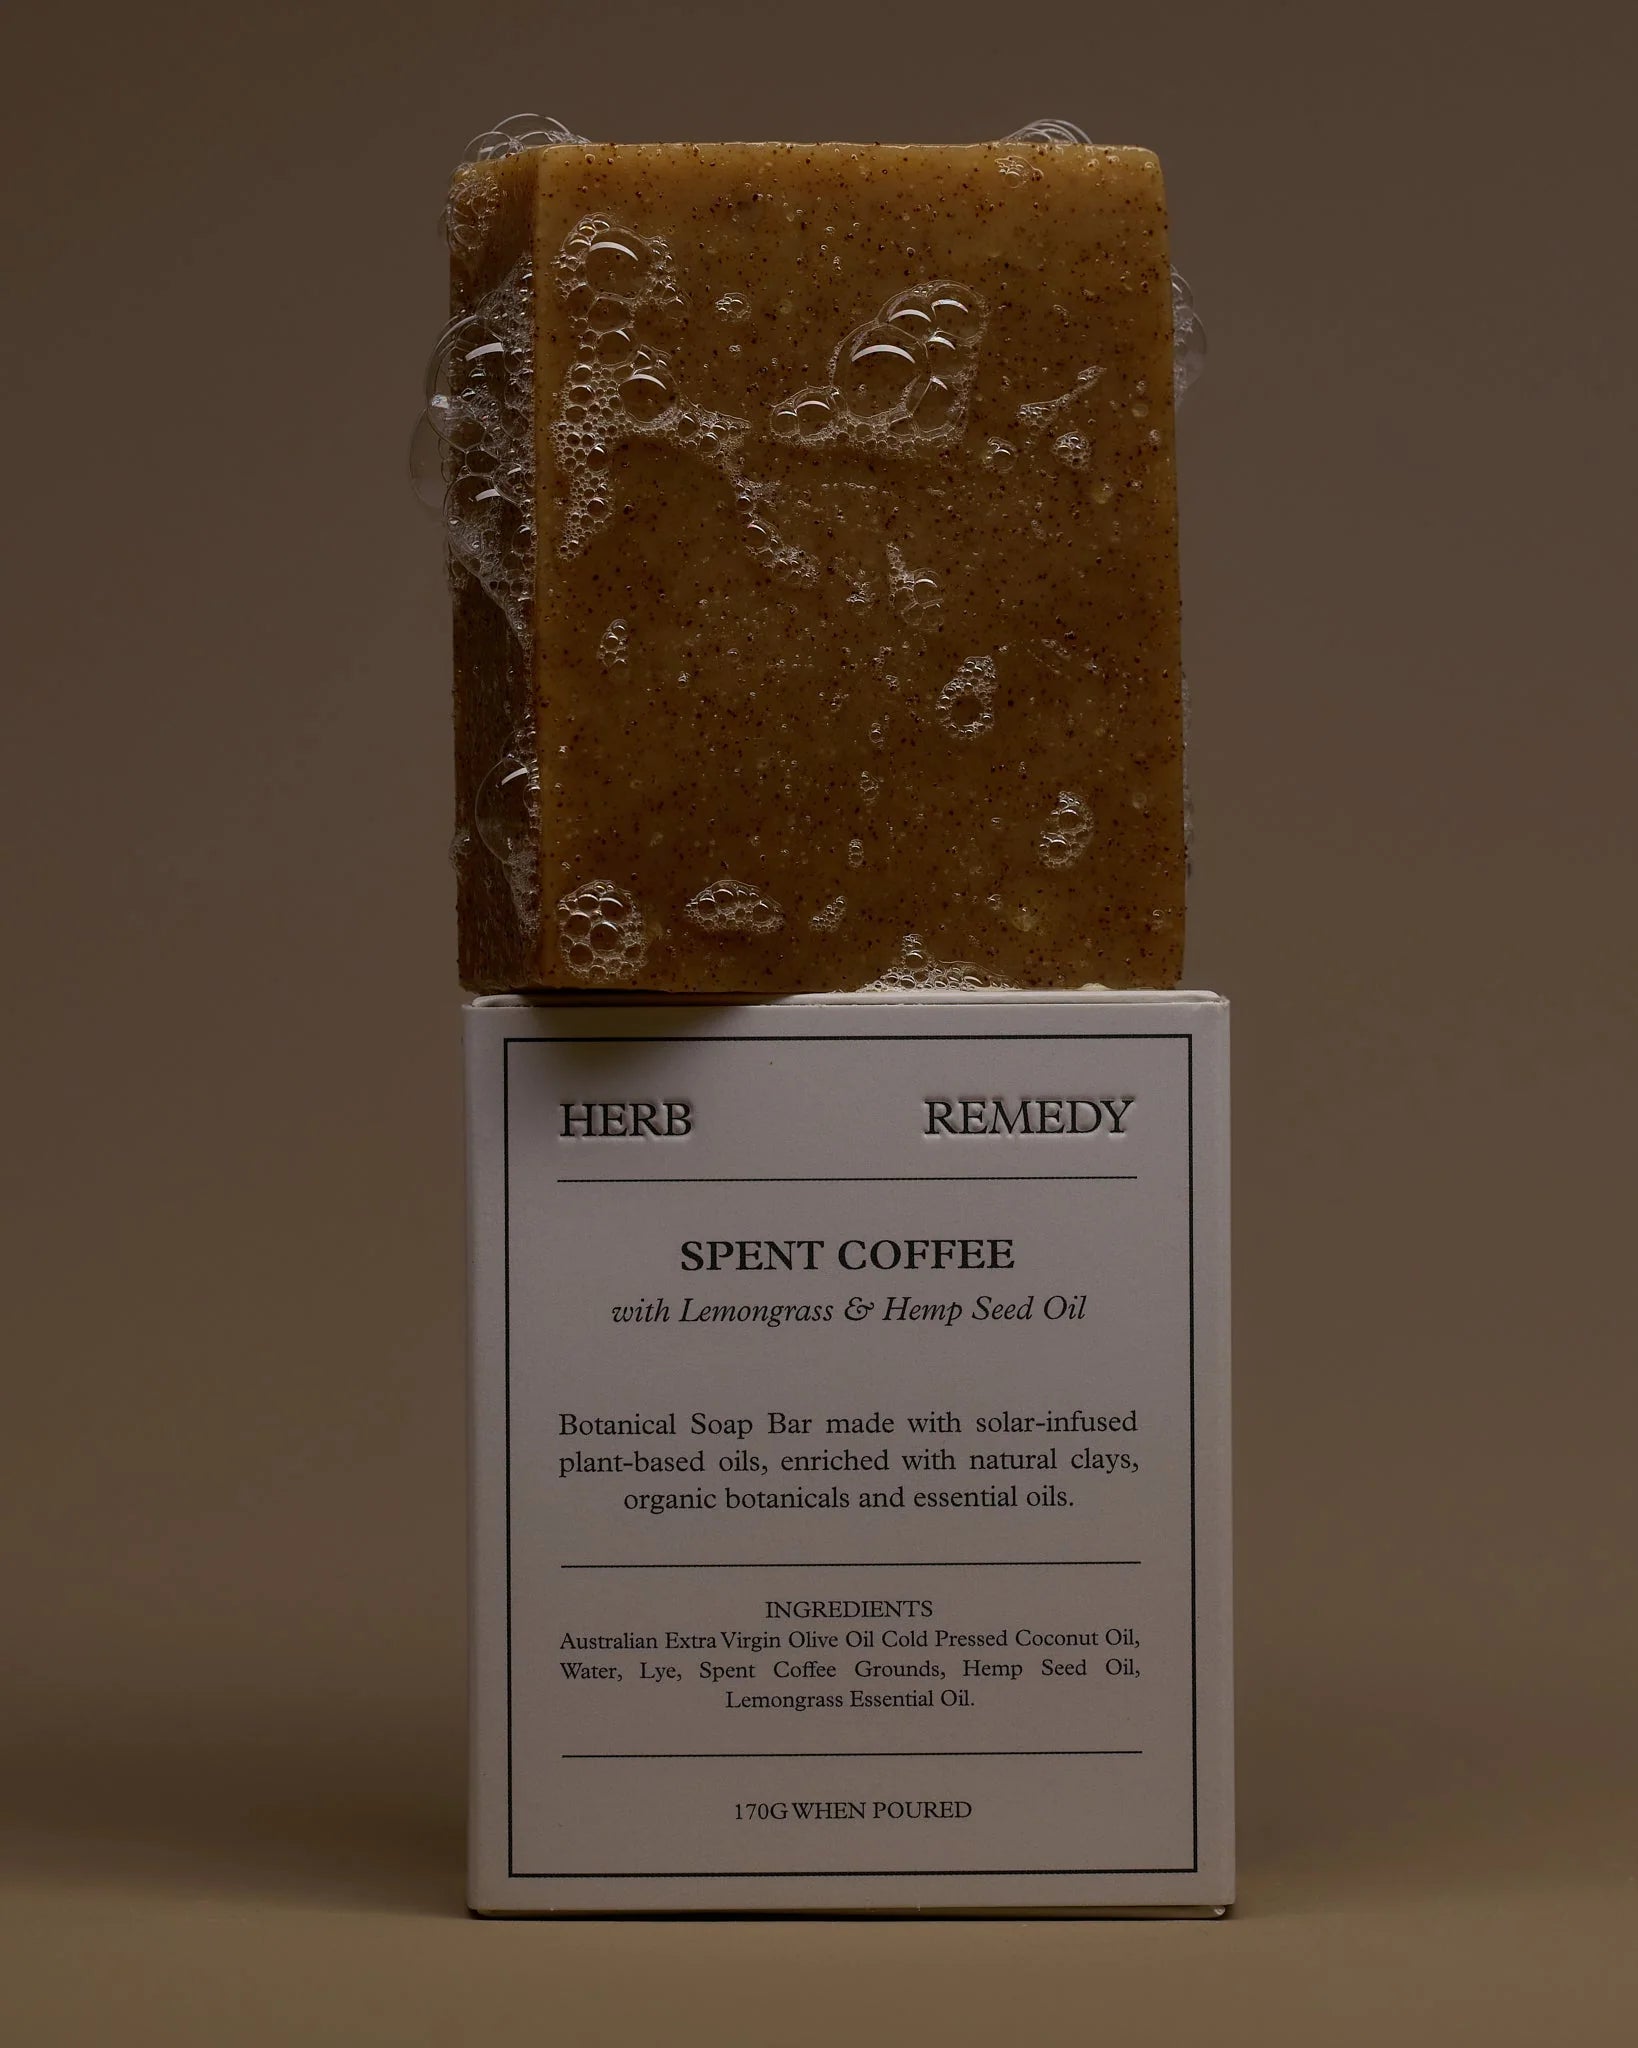 HERB REMEDY
SPENT COFFEE
with Lemongrass & Hemp Seed Oil
Botanical Soap Bar made with solar-infused
plant-based oils, enriched with natural clays,
organic botanicals and essential oils.
INGREDIENTS
Australian Extra Virgin Olive Oil Cold Pressed Coconut Oil,
Water, Lye, Spent Coffee Grounds, Hemp Seed Oil,
Lemongrass Essential Oil.
170G WHEN POURED